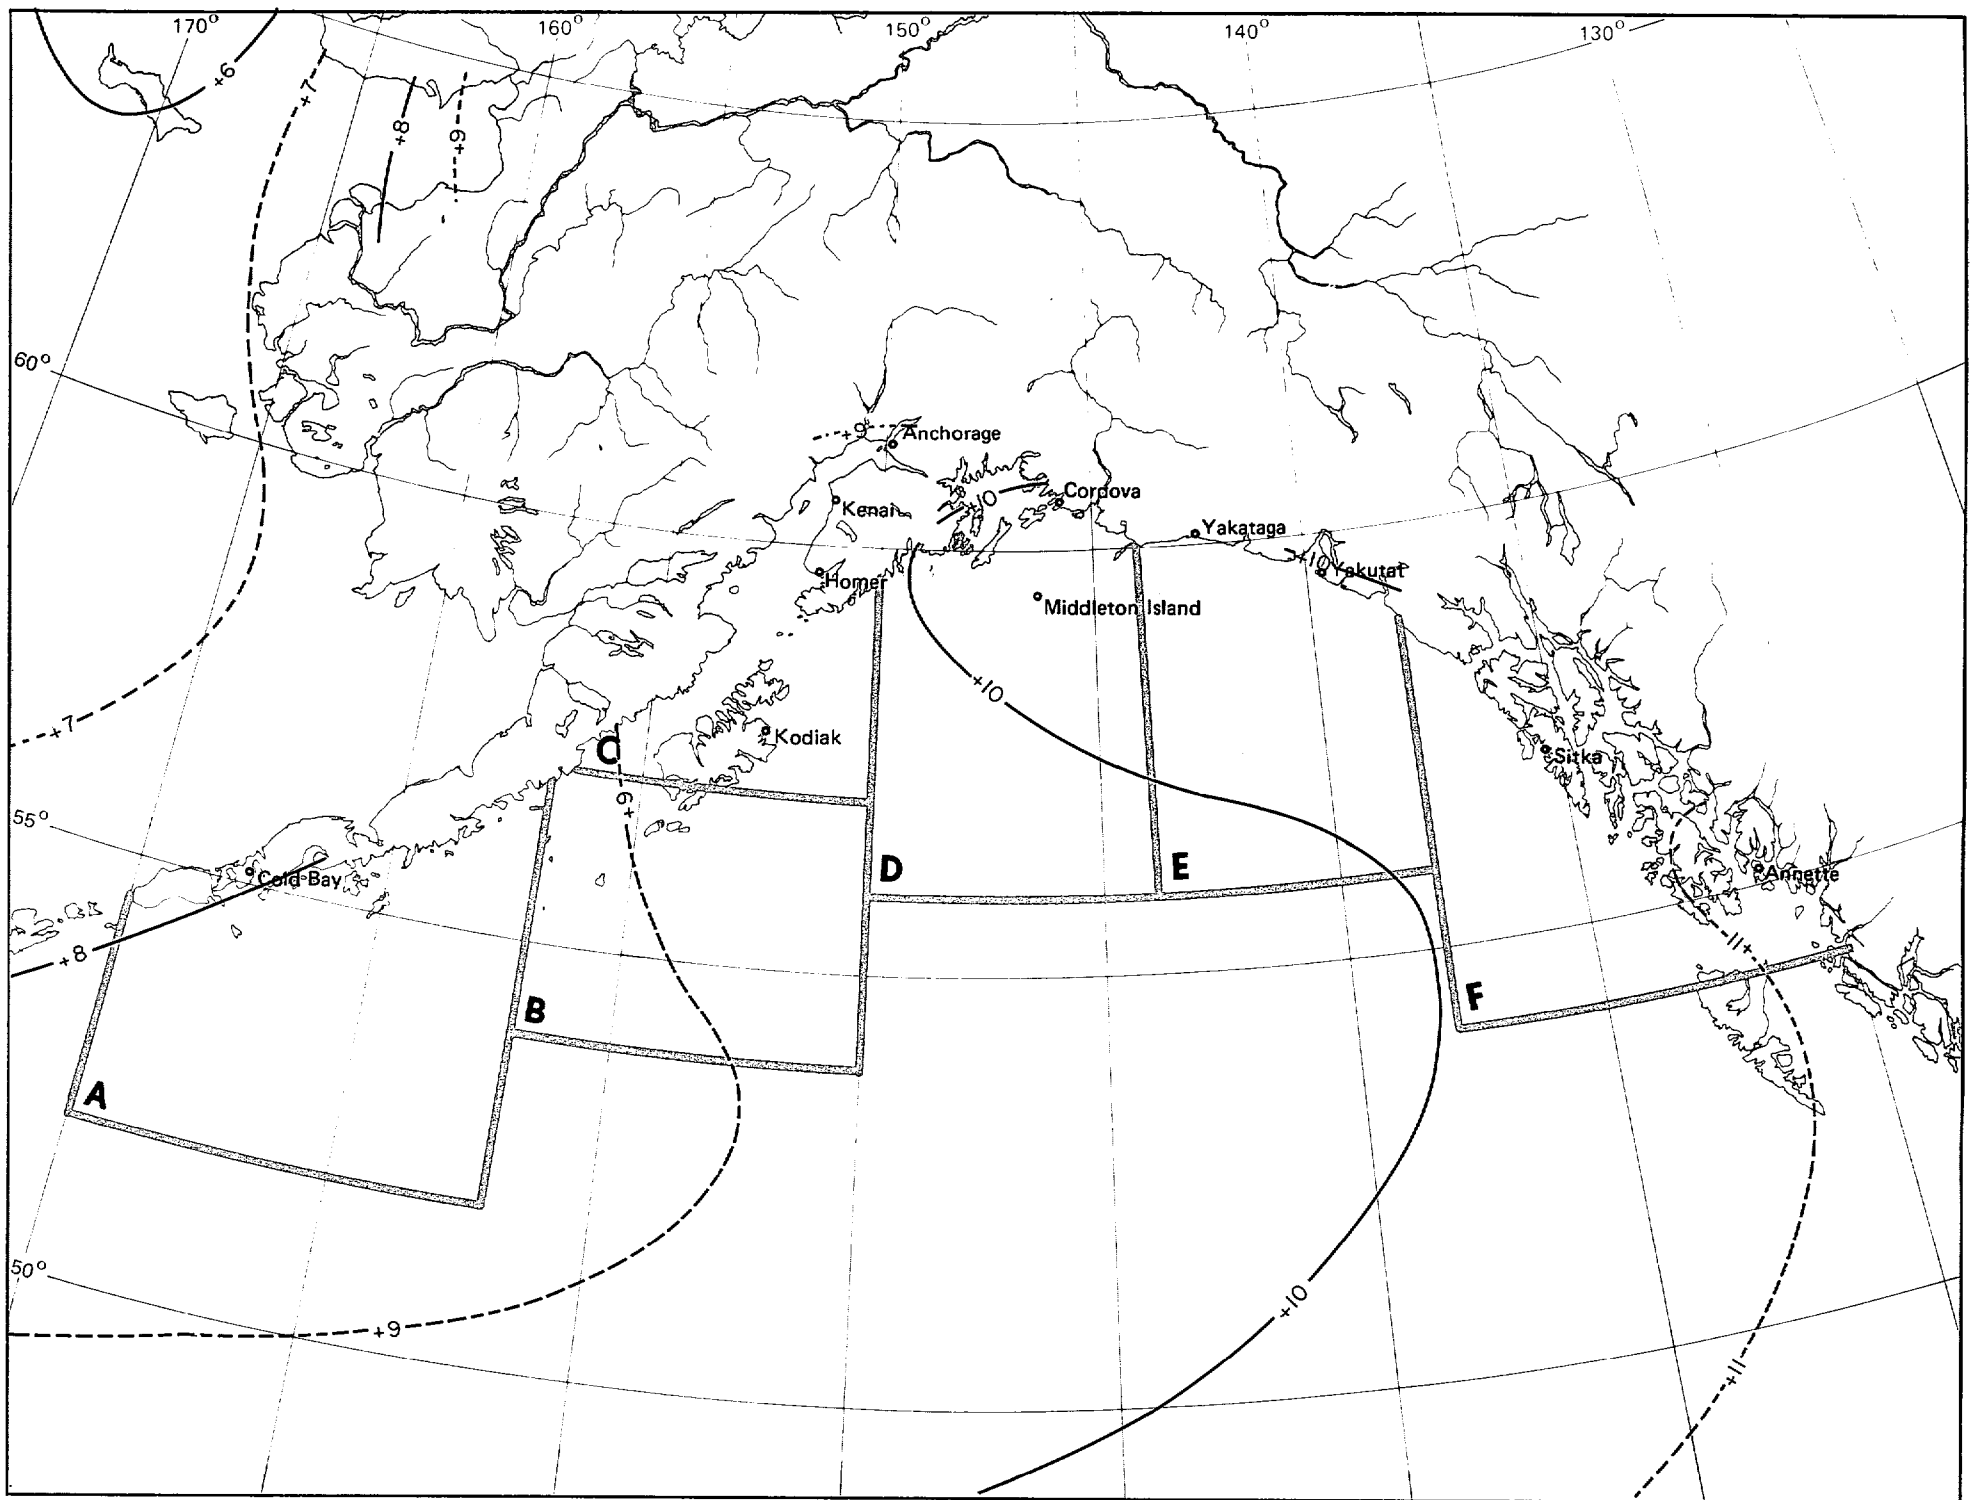 170°
160°
150°
140°
130°
+6
+7
+8
+9
60°
+9
Anchorage
Kenai
+10
Cordova
Yakataga
+10
Yakutat
Homer
Middleton Island
+10
+7
C
Kodiak
Sitka
+9
55°
D
E
Cold Bay
Annette
+8
+11
B
F
A
50°
+10
+9
+11